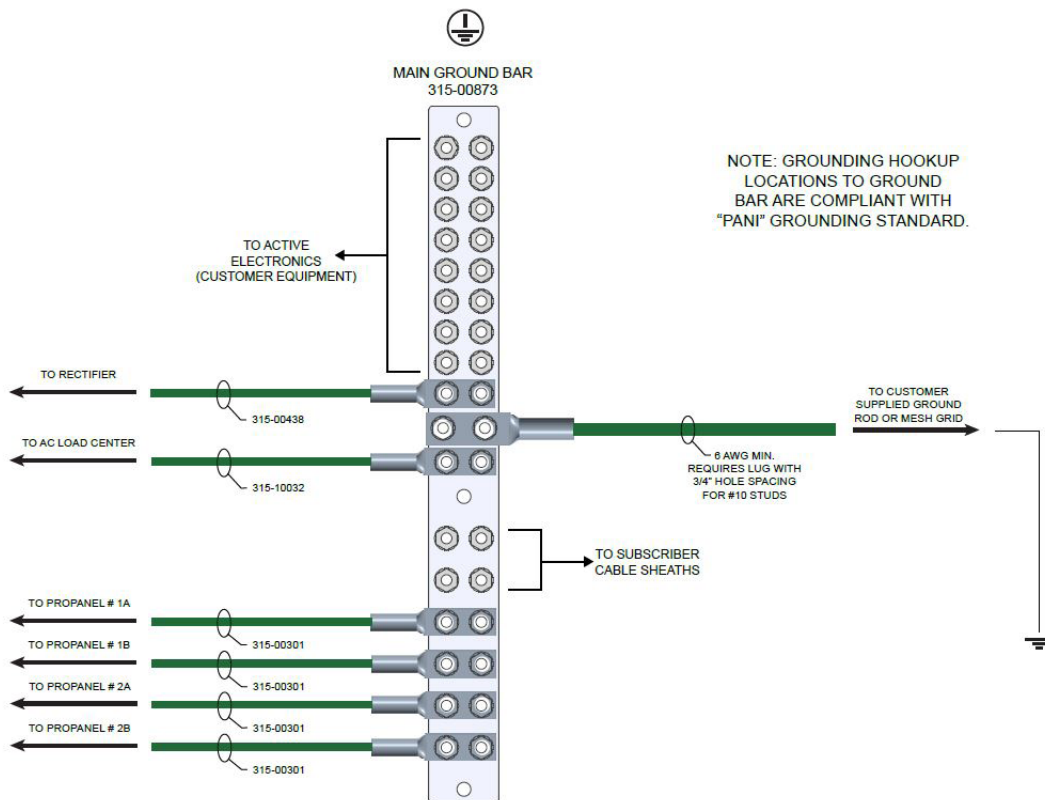 MAIN GROUND BAR
315-00873
NOTE: GROUNDING HOOKUP
LOCATIONS TO GROUND
BAR ARE COMPLIANT WITH
“PANI” GROUNDING STANDARD.
TO ACTIVE
ELECTRONICS
(CUSTOMER EQUIPMENT)
TO RECTIFIER
315-00438
TO CUSTOMER
SUPPLIED GROUND
ROD OR MESH GRID
TO AC LOAD CENTER
315-10032
6 AWG MIN.
REQUIRES LUG WITH
3/4" HOLE SPACING
FOR #10 STUDS
TO SUBSCRIBER
CABLE SHEATHS
TO PROPANEL # 1A
315-00301
TO PROPANEL # 1B
315-00301
TO PROPANEL # 2A
315-00301
TO PROPANEL # 2B
315-00301